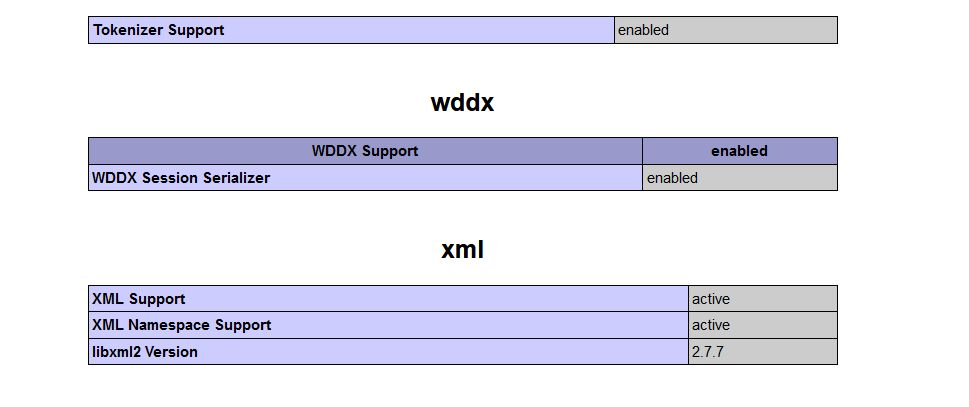 Tokenizer Support enabled
wddx
WDDX Support enabled
WDDX Session Serializer enabled
xml
XML Support active
XML Namespace Support active
libxml2 Version 2.7.7